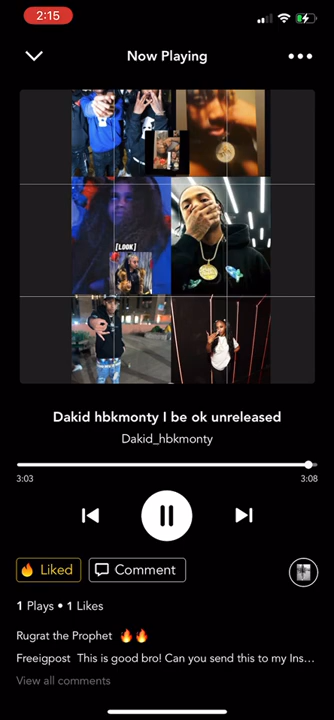 2:15
Now Playing
[LOOK]
Dakid hbkmonty I be ok unreleased
Dakid_hbkmonty
3:03
3:08
🔥 Liked
Comment
1 Plays • 1 Likes
Rugrat the Prophet 🔥🔥
Freeigpost This is good bro! Can you send this to my Ins...
View all comments